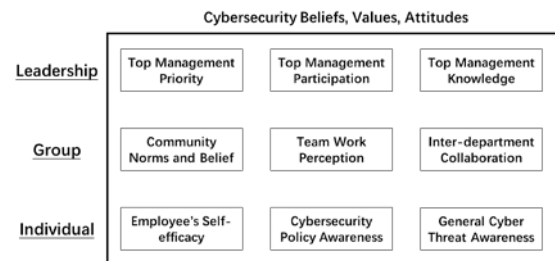 Cybersecurity Beliefs, Values, Attitudes
Leadership
Top Management
Priority
Top Management
Participation
Top Management
Knowledge
Group
Community
Norms and Belief
Team Work
Perception
Inter-department
Collaboration
Individual
Employee's Self-
efficacy
Cybersecurity
Policy Awareness
General Cyber
Threat Awareness